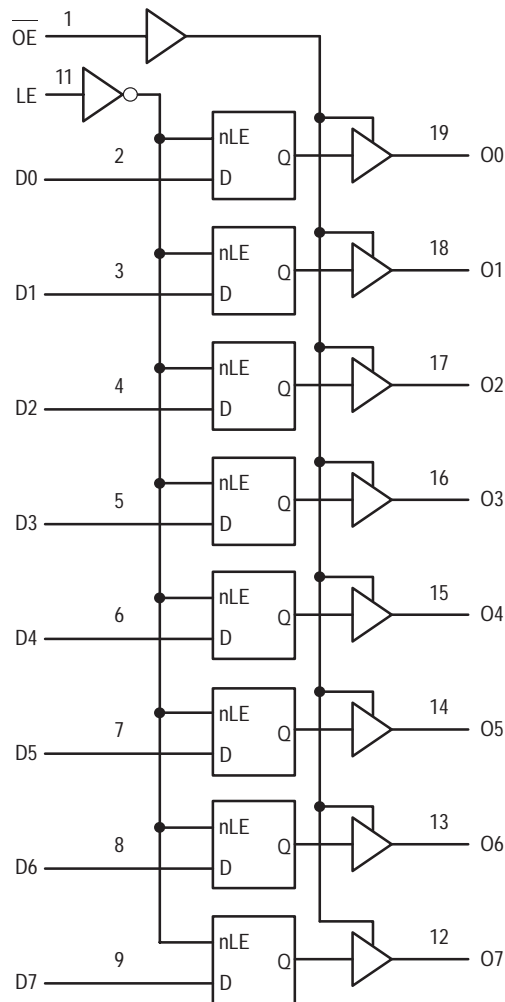 O̅E̅ 1
LE 11
nLE
D0 2 D Q 19 O0
nLE
D1 3 D Q 18 O1
nLE
D2 4 D Q 17 O2
nLE
D3 5 D Q 16 O3
nLE
D4 6 D Q 15 O4
nLE
D5 7 D Q 14 O5
nLE
D6 8 D Q 13 O6
nLE
D7 9 D Q 12 O7